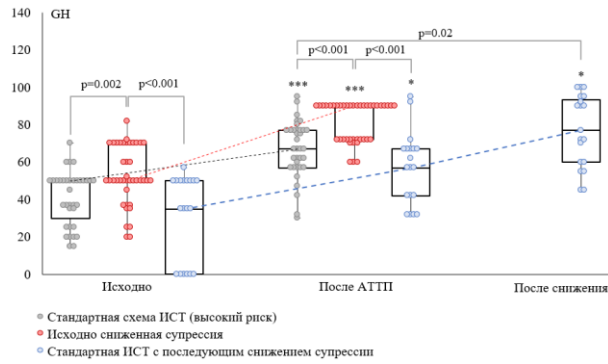 GH
140
120
100
80
60
40
20
0
p=0.02
p<0.001 p<0.001
p=0.002 p<0.001
*** *** * *
Исходно После АТТП После снижения
Стандартная схема ИСТ (высокий риск)
Исходно сниженная супрессия
Стандартная ИСТ с последующим снижением супрессии